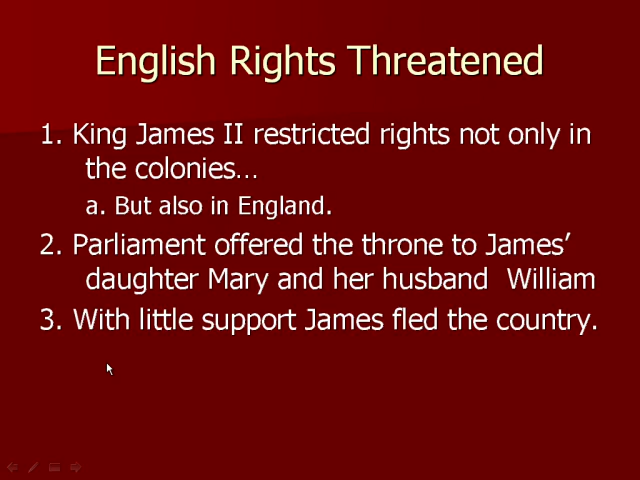 English Rights Threatened
1. King James II restricted rights not only in
the colonies…
a. But also in England.
2. Parliament offered the throne to James’
daughter Mary and her husband  William
3. With little support James fled the country.